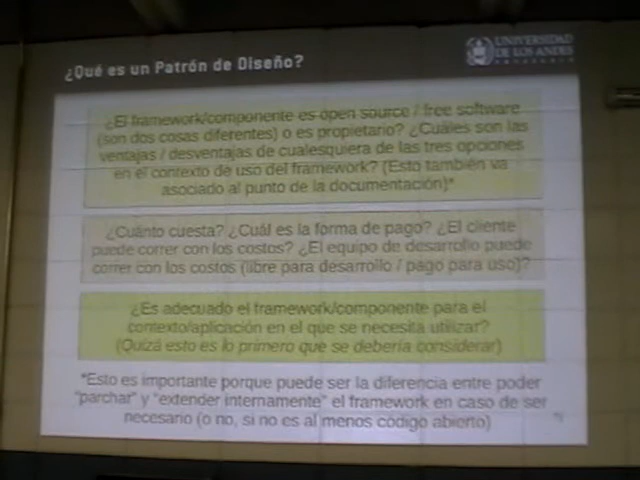 ¿Qué es un Patrón de Diseño?
UNIVERSIDAD
DE LOS ANDES
¿El framework/componente es open source / free software
(son dos cosas diferentes) o es propietario? ¿Cuáles son las
ventajas / desventajas de cualesquiera de las tres opciones
en el contexto de uso del framework? (Esto también va
asociado al punto de la documentación)*
¿Cuánto cuesta? ¿Cuál es la forma de pago? ¿El cliente
puede correr con los costos? ¿El equipo de desarrollo puede
correr con los costos (libre para desarrollo / pago para uso)?
¿Es adecuado el framework/componente para el
contexto/aplicación en el que se necesita utilizar?
(Quizá esto es lo primero que se debería considerar)
*Esto es importante porque puede ser la diferencia entre poder
"parchar" y "extender internamente" el framework en caso de ser
necesario (o no, si no es al menos código abierto)